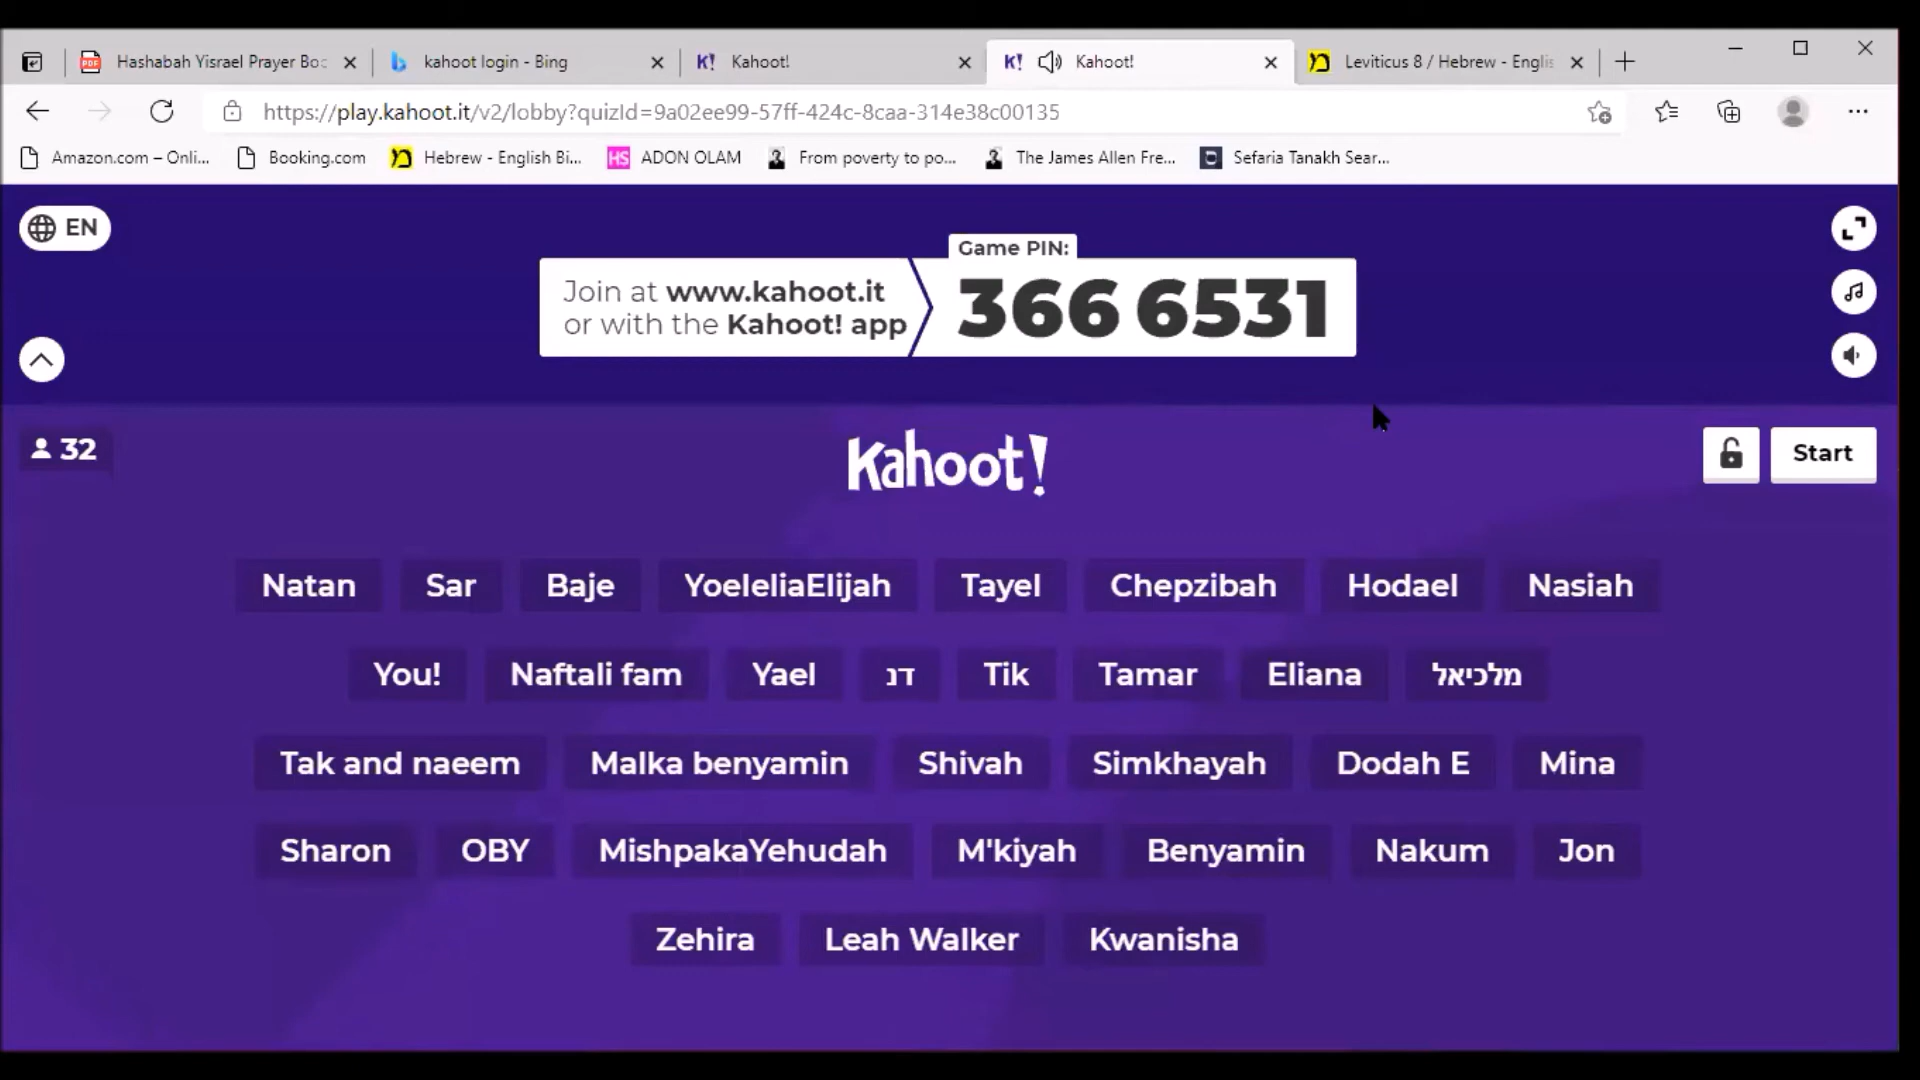 Hashabah Yisrael Prayer Bo
kahoot login - Bing
K! Kahoot!
K! Kahoot!
Leviticus 8 / Hebrew - Englis
https://play.kahoot.it/v2/lobby?quizId=9a02ee99-57ff-424c-8caa-314e38c00135
Amazon.com – Onli...
Booking.com
Hebrew - English Bi...
HS ADON OLAM
From poverty to po...
The James Allen Fre...
Sefaria Tanakh Sear...
EN
Game PIN:
Join at www.kahoot.it
or with the Kahoot! app
366 6531
32
Kahoot!
Start
Natan Sar Baje YoeleliaElijah Tayel Chepzibah Hodael Nasiah
You! Naftali fam Yael דנ Tik Tamar Eliana מלכיאל
Tak and naeem Malka benyamin Shivah Simkhayah Dodah E Mina
Sharon OBY MishpakaYehudah M'kiyah Benyamin Nakum Jon
Zehira Leah Walker Kwanisha